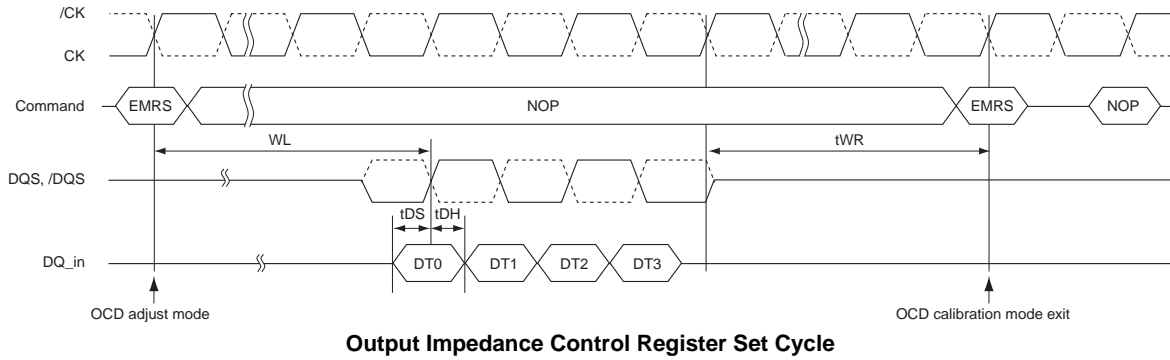 /CK
CK
Command
EMRS
NOP
EMRS
NOP
WL
tWR
DQS, /DQS
tDS
tDH
DQ_in
DT0
DT1
DT2
DT3
OCD adjust mode
OCD calibration mode exit
Output Impedance Control Register Set Cycle